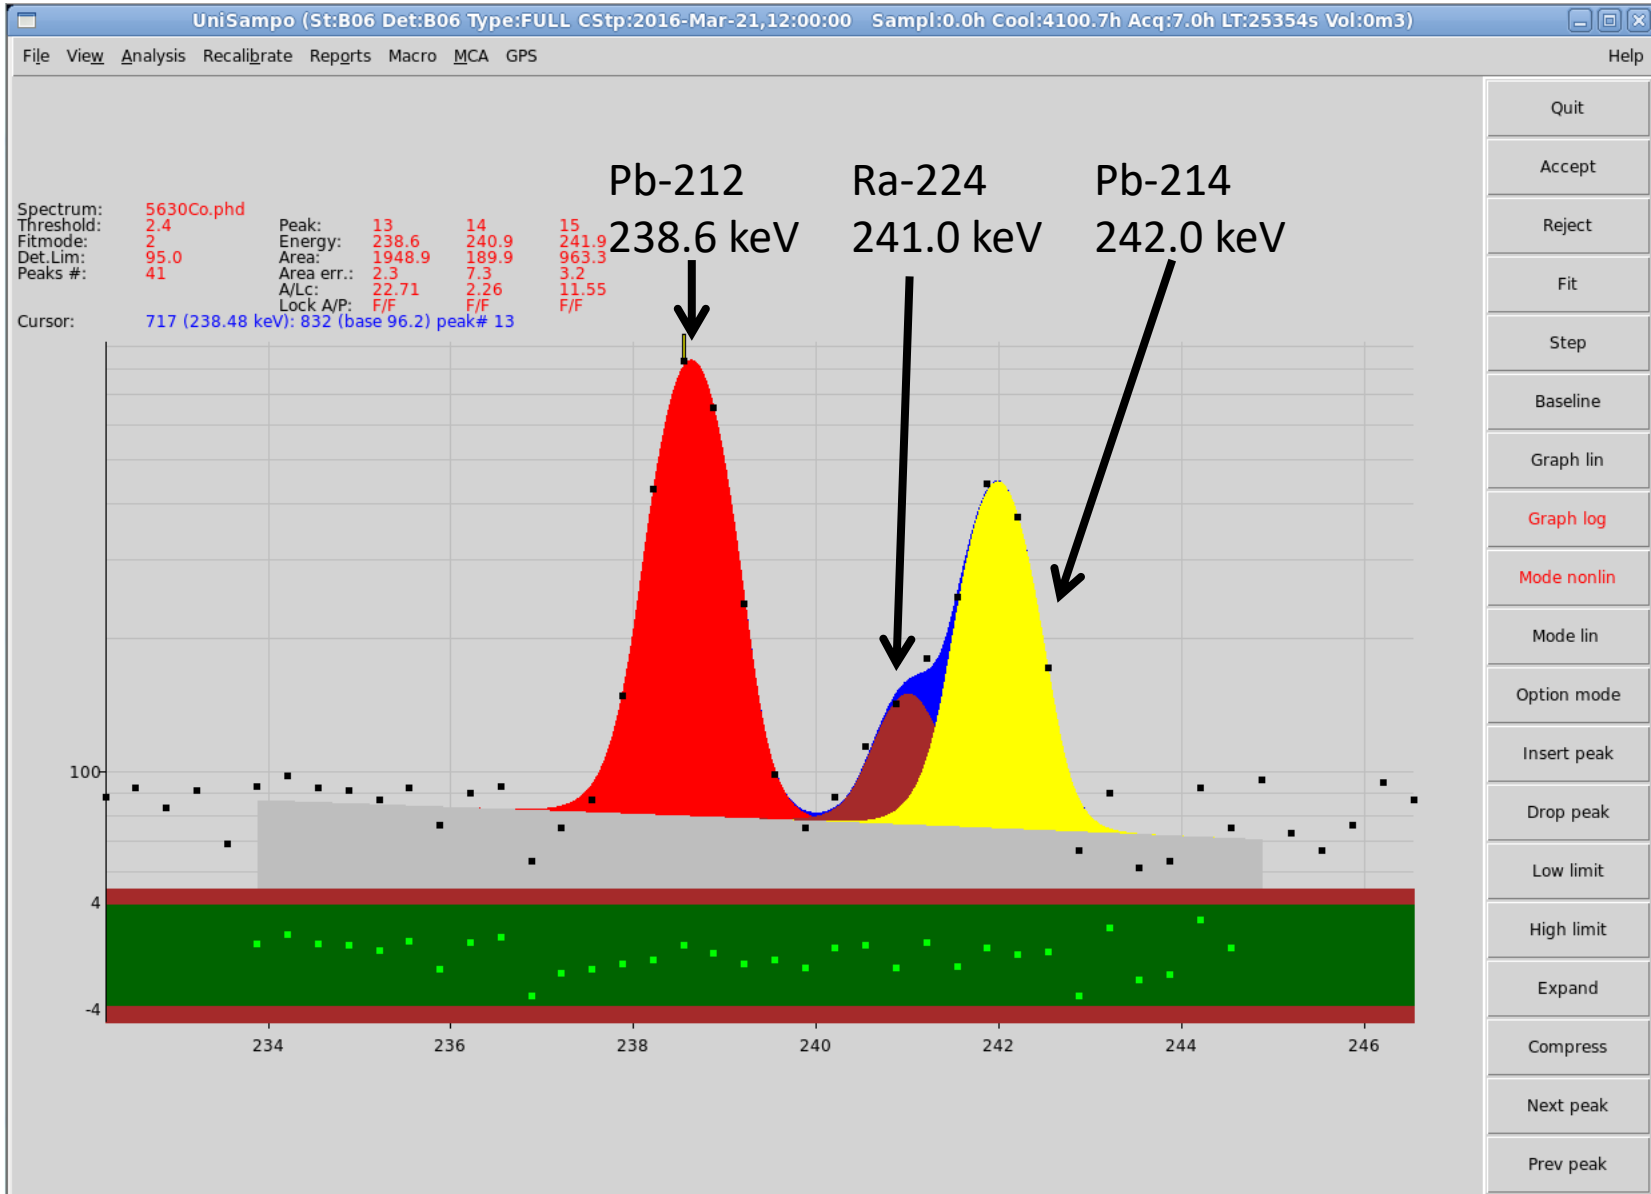 UniSampo (St:B06 Det:B06 Type:FULL CStp:2016-Mar-21,12:00:00 Sampl:0.0h Cool:4100.7h Acq:7.0h LT:25354s Vol:0m3)
File View Analysis Recalibrate Reports Macro MCA GPS Help
Quit
Accept
Reject
Fit
Step
Baseline
Graph lin
Graph log
Mode nonlin
Mode lin
Option mode
Insert peak
Drop peak
Low limit
High limit
Expand
Compress
Next peak
Prev peak
Pb-212 Ra-224 Pb-214
238.6 keV 241.0 keV 242.0 keV
Spectrum: 5630Co.phd
Threshold: 2.4 Peak: 13 14 15
Fitmode: 2 Energy: 238.6 240.9 241.9
Det.Lim: 95.0 Area: 1948.9 189.9 963.3
Peaks #: 41 Area err.: 2.3 7.3 3.2
A/Lc: 22.71 2.26 11.55
Lock A/P: F/F F/F F/F
Cursor: 717 (238.48 keV): 832 (base 96.2) peak# 13
100
4
-4
234 236 238 240 242 244 246